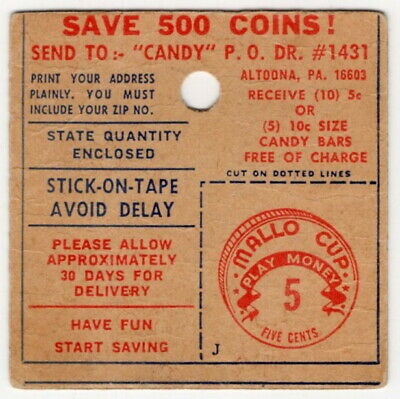 SAVE 500 COINS!
SEND TO:- "CANDY" P. O. DR. #1431
PRINT YOUR ADDRESS
PLAINLY. YOU MUST
INCLUDE YOUR ZIP NO.
ALTOONA, PA. 16603
RECEIVE (10) 5c
OR
(5) 10c SIZE
CANDY BARS
FREE OF CHARGE
STATE QUANTITY
ENCLOSED
CUT ON DOTTED LINES
STICK-ON-TAPE
AVOID DELAY
PLEASE ALLOW
APPROXIMATELY
30 DAYS FOR
DELIVERY
HAVE FUN
START SAVING
MALLO CUP
PLAY MONEY
5
FIVE CENTS
J